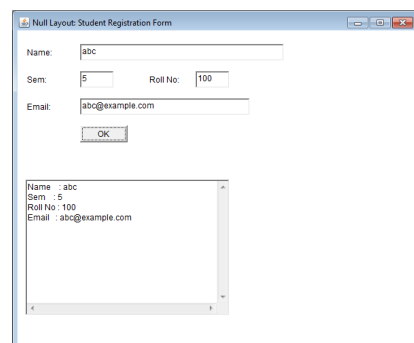 Null Layout: Student Registration Form
Name: abc
Sem: 5 Roll No: 100
Email: abc@example.com
OK
Name : abc
Sem : 5
Roll No : 100
Email : abc@example.com